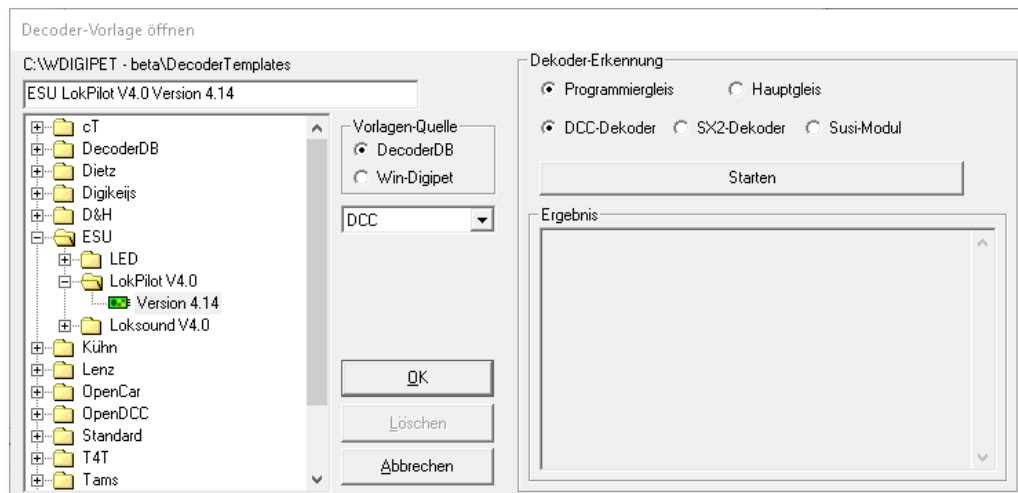 Decoder-Vorlage öffnen
C:\WDIGIPET - beta\DecoderTemplates
ESU LokPilot V4.0 Version 4.14
cT
DecoderDB
Dietz
Digikeijs
D&H
ESU
LED
LokPilot V4.0
Version 4.14
Loksound V4.0
Kühn
Lenz
OpenCar
OpenDCC
Standard
T4T
Tams
Vorlagen-Quelle
DecoderDB
Win-Digipet
DCC
OK
Löschen
Abbrechen
Dekoder-Erkennung
Programmiergleis Hauptgleis
DCC-Dekoder SX2-Dekoder Susi-Modul
Starten
Ergebnis